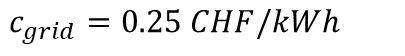 c_grid = 0.25 CHF/kWh